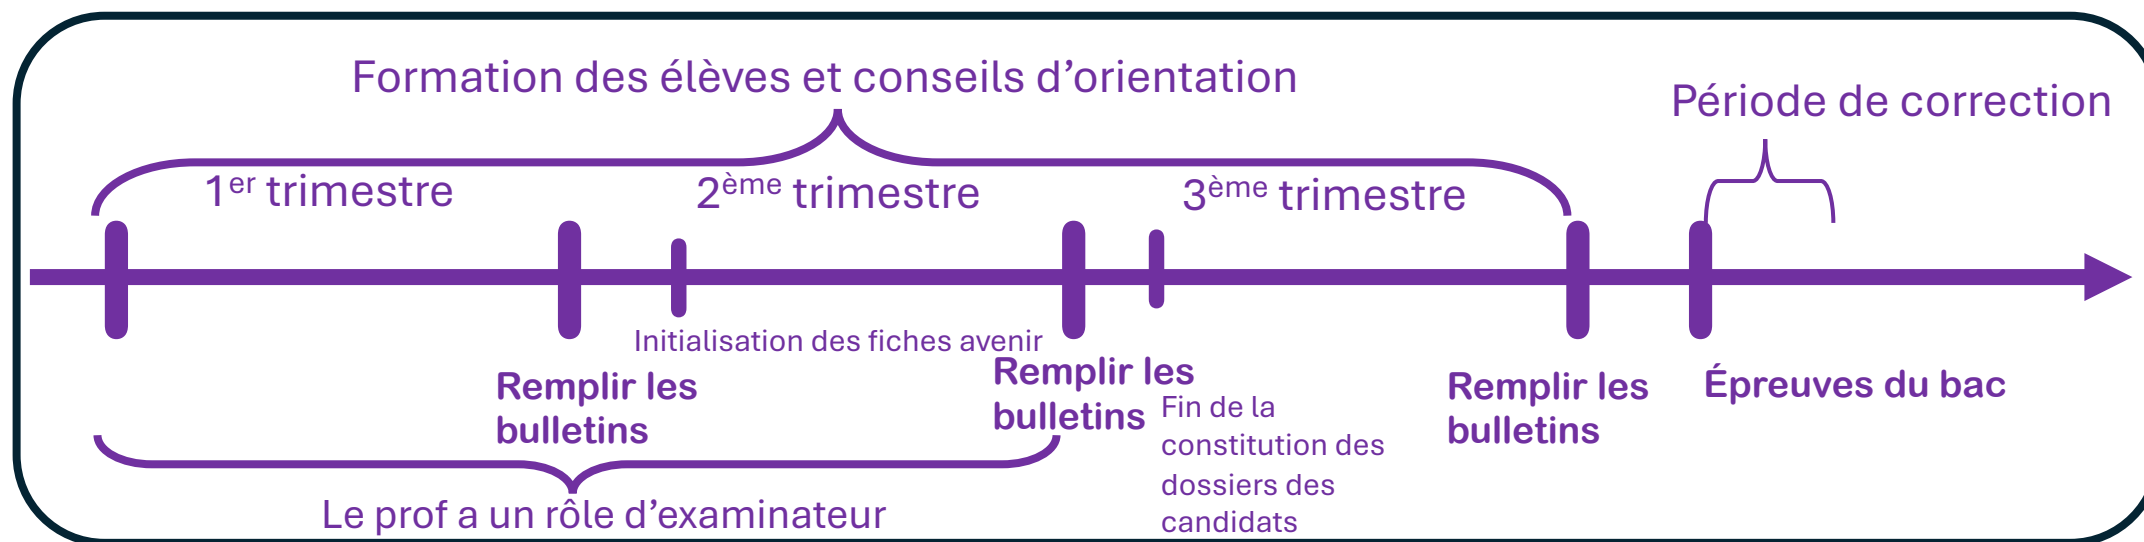 Formation des élèves et conseils d’orientation
Période de correction
1er trimestre
2ème trimestre
3ème trimestre
Initialisation des fiches avenir
Remplir les
bulletins
Remplir les
bulletins
Fin de la
constitution des
dossiers des
candidats
Remplir les
bulletins
Épreuves du bac
Le prof a un rôle d’examinateur